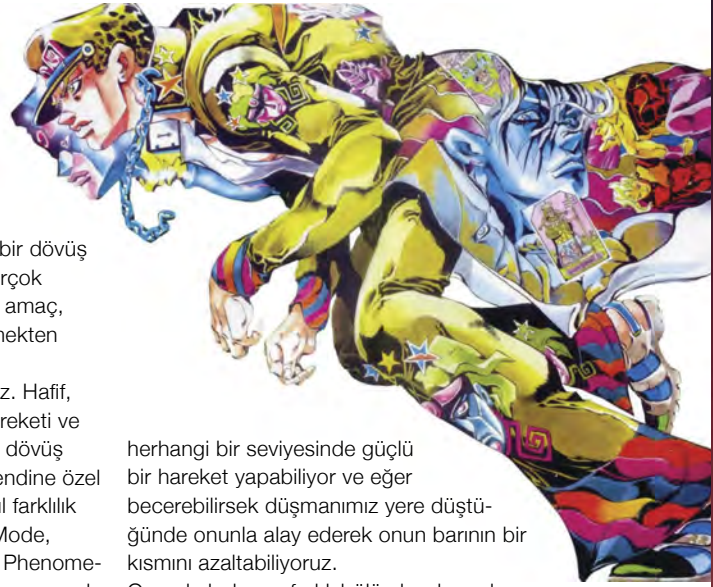 bir dövüş
rçok
amaç,
mekten
z. Hafif,
reketi ve
dövüş
endine özel
l farklılık
Mode,
Phenome-
herhangi bir seviyesinde güçlü
bir hareket yapabiliyor ve eğer
becerebilirsek düşmanımız yere düştü-
ğünde onunla alay ederek onun barının bir
kısmını azaltabiliyoruz.